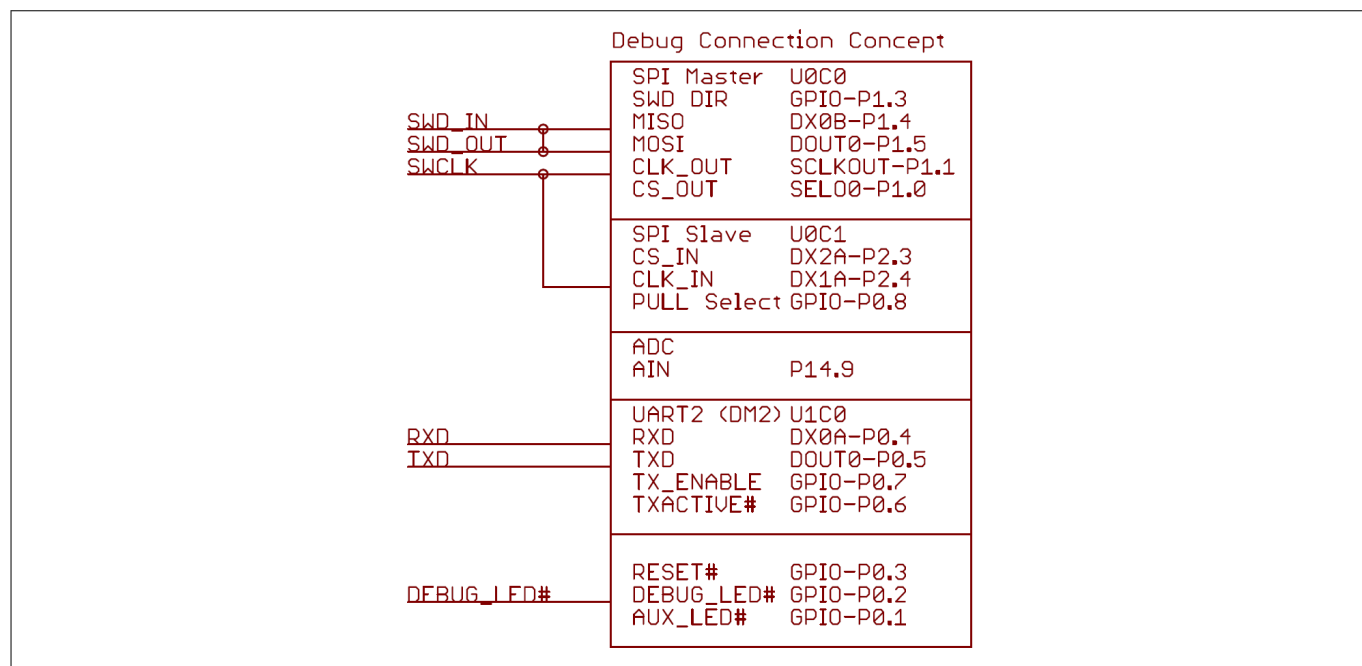 Debug Connection Concept
SPI Master U0C0
SWD DIR GPIO-P1.3
SWD_IN MISO DX0B-P1.4
SWD_OUT MOSI DOUT0-P1.5
SWCLK CLK_OUT SCLKOUT-P1.1
CS_OUT SELO0-P1.0
SPI Slave U0C1
CS_IN DX2A-P2.3
CLK_IN DX1A-P2.4
PULL Select GPIO-P0.8
ADC
AIN P14.9
UART2 (DM2) U1C0
RXD RXD DX0A-P0.4
TXD TXD DOUT0-P0.5
TX_ENABLE GPIO-P0.7
TXACTIVE# GPIO-P0.6
RESET# GPIO-P0.3
DEBUG_LED# DEBUG_LED# GPIO-P0.2
AUX_LED# GPIO-P0.1